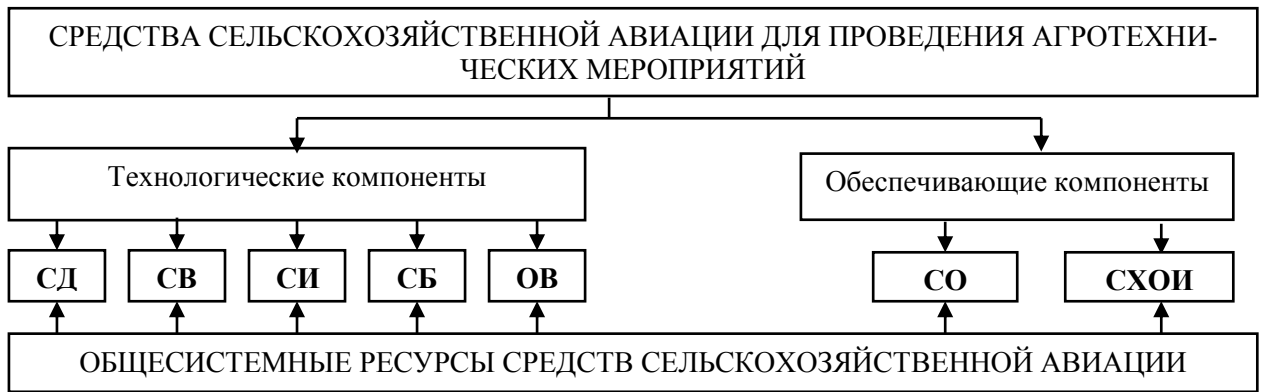 СРЕДСТВА СЕЛЬСКОХОЗЯЙСТВЕННОЙ АВИАЦИИ ДЛЯ ПРОВЕДЕНИЯ АГРОТЕХНИ-
ЧЕСКИХ МЕРОПРИЯТИЙ
Технологические компоненты
Обеспечивающие компоненты
СД
СВ
СИ
СБ
ОВ
СО
СХОИ
ОБЩЕСИСТЕМНЫЕ РЕСУРСЫ СРЕДСТВ СЕЛЬСКОХОЗЯЙСТВЕННОЙ АВИАЦИИ